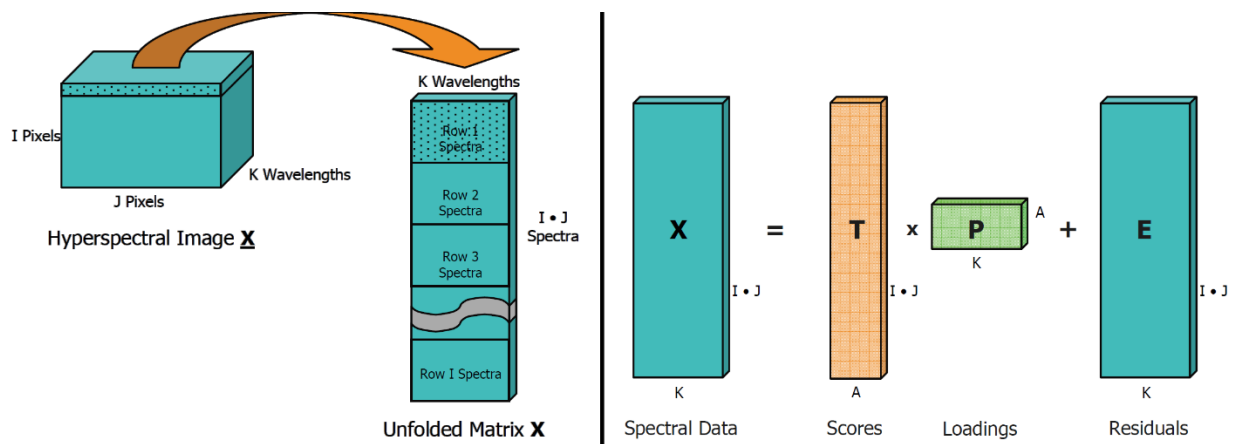 I Pixels
J Pixels
K Wavelengths
Hyperspectral Image X
K Wavelengths
Row 1
Spectra
Row 2
Spectra
Row 3
Spectra
Row I Spectra
I • J
Spectra
Unfolded Matrix X
X
I • J
K
Spectral Data
=
T
I • J
A
Scores
x
P
A
K
Loadings
+
E
I • J
K
Residuals